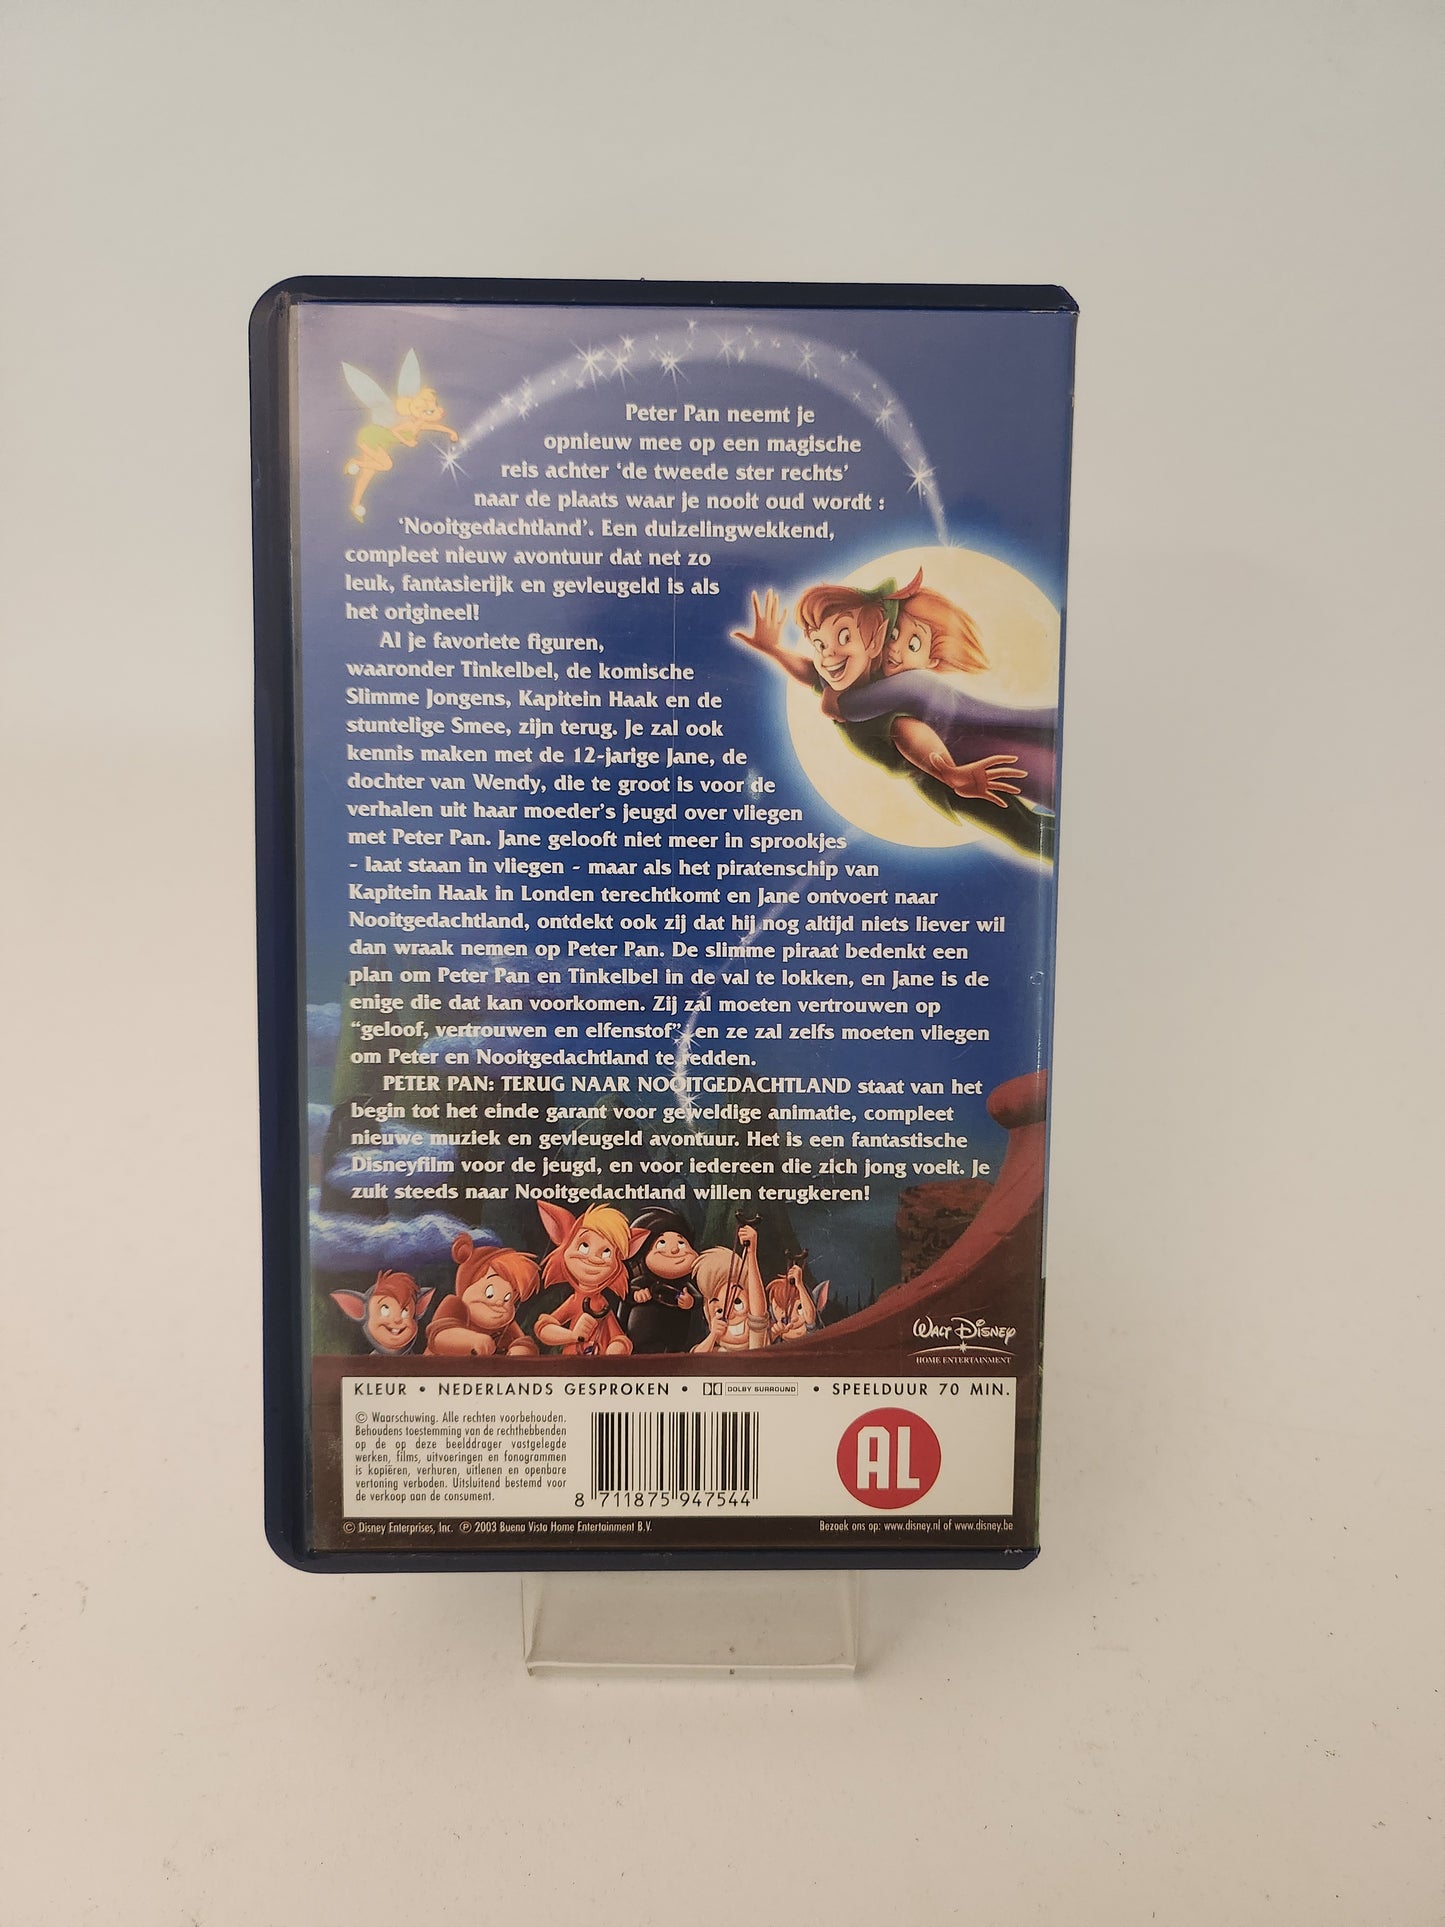 Peter Pan neemt je
opnieuw mee op een magische
reis achter ‘de tweede ster rechts’
naar de plaats waar je nooit oud wordt :
‘Nooitgedachtland’. Een duizelingwekkend,
compleet nieuw avontuur dat net zo
leuk, fantasierijk en gevleugeld is als
het origineel!
Al je favoriete figuren,
waaronder Tinkelbel, de komische
Slimme Jongens, Kapitein Haak en de
stuntelige Smee, zijn terug. Je zal ook
kennis maken met de 12-jarige Jane, de
dochter van Wendy, die te groot is voor de
verhalen uit haar moeder’s jeugd over vliegen
met Peter Pan. Jane gelooft niet meer in sprookjes
- laat staan in vliegen - maar als het piratenschip van
Kapitein Haak in Londen terechtkomt en Jane ontvoert naar
Nooitgedachtland, ontdekt ook zij dat hij nog altijd niets liever wil
dan wraak nemen op Peter Pan. De slimme piraat bedenkt een
plan om Peter Pan en Tinkelbel in de val te lokken, en Jane is de
enige die dat kan voorkomen. Zij zal moeten vertrouwen op
“geloof, vertrouwen en elfenstof” en ze zal zelfs moeten vliegen
om Peter en Nooitgedachtland te redden.
PETER PAN: TERUG NAAR NOOITGEDACHTLAND staat van het
begin tot het einde garant voor geweldige animatie, compleet
nieuwe muziek en gevleugeld avontuur. Het is een fantastische
Disneyfilm voor de jeugd, en voor iedereen die zich jong voelt. Je
zult steeds naar Nooitgedachtland willen terugkeren!
WALT DISNEY
HOME ENTERTAINMENT
KLEUR • NEDERLANDS GESPROKEN • DOLBY SURROUND • SPEELDUUR 70 MIN.
© Waarschuwing. Alle rechten voorbehouden.
Behoudens toestemming van de rechthebbenden
op de op deze beelddrager vastgelegde
werken, films, uitvoeringen en fonogrammen
is kopiëren, verhuren, uitlenen en openbare
vertoning verboden. Uitsluitend bestemd voor
de verkoop aan de consument.
8 711875 947544
AL
© Disney Enterprises, Inc. ℗ 2003 Buena Vista Home Entertainment B.V.
Bezoek ons op: www.disney.nl of www.disney.be